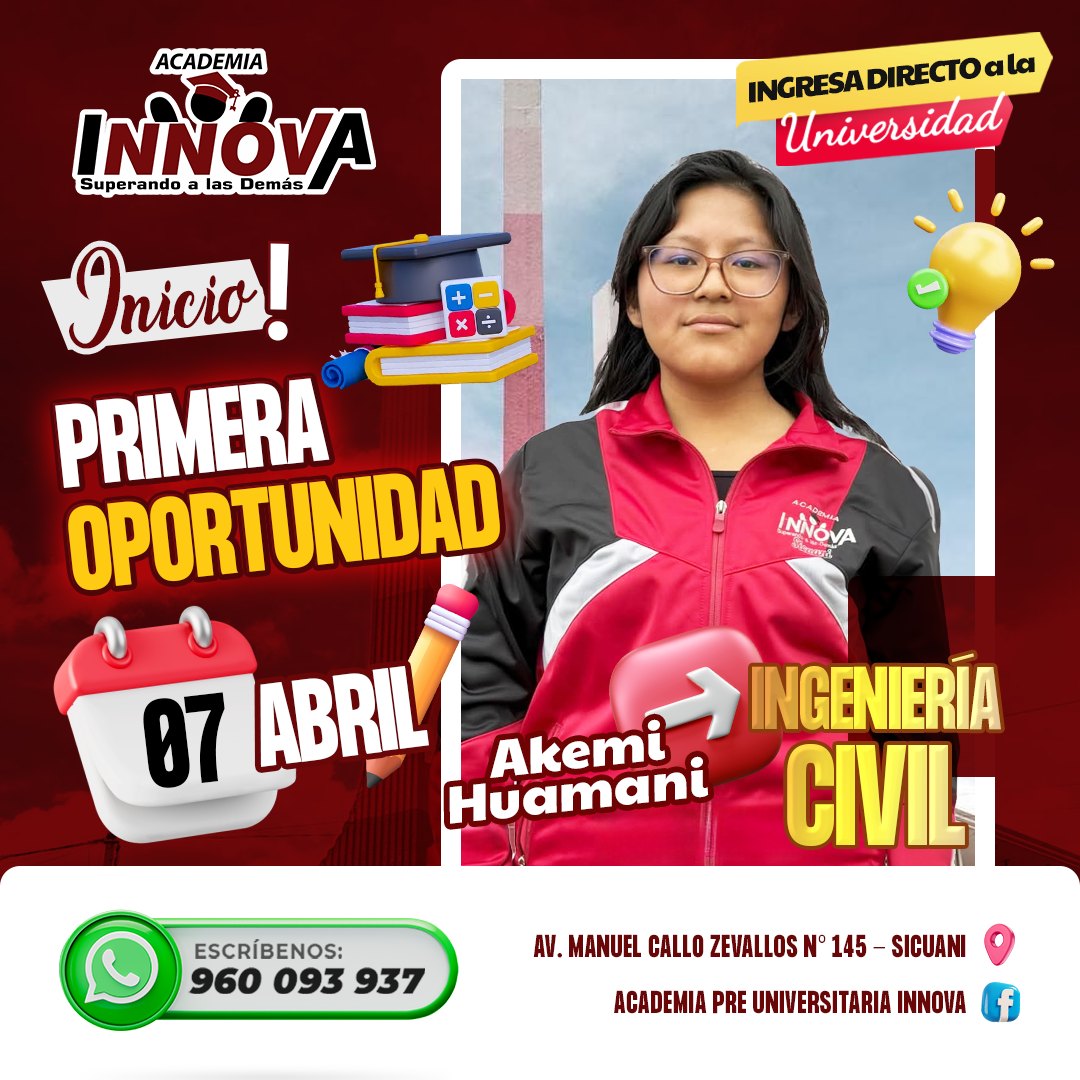 ACADEMIA
INNOVA
Superando a las Demás
INGRESA DIRECTO a la
Universidad
Inicio!
PRIMERA
OPORTUNIDAD
07
ABRIL
ACADEMIA
INNOVA
Superando a las Demás
Sicuani
Akemi
Huamani
INGENIERÍA
CIVIL
ESCRÍBENOS:
960 093 937
AV. MANUEL CALLO ZEVALLOS N° 145 – SICUANI
ACADEMIA PRE UNIVERSITARIA INNOVA